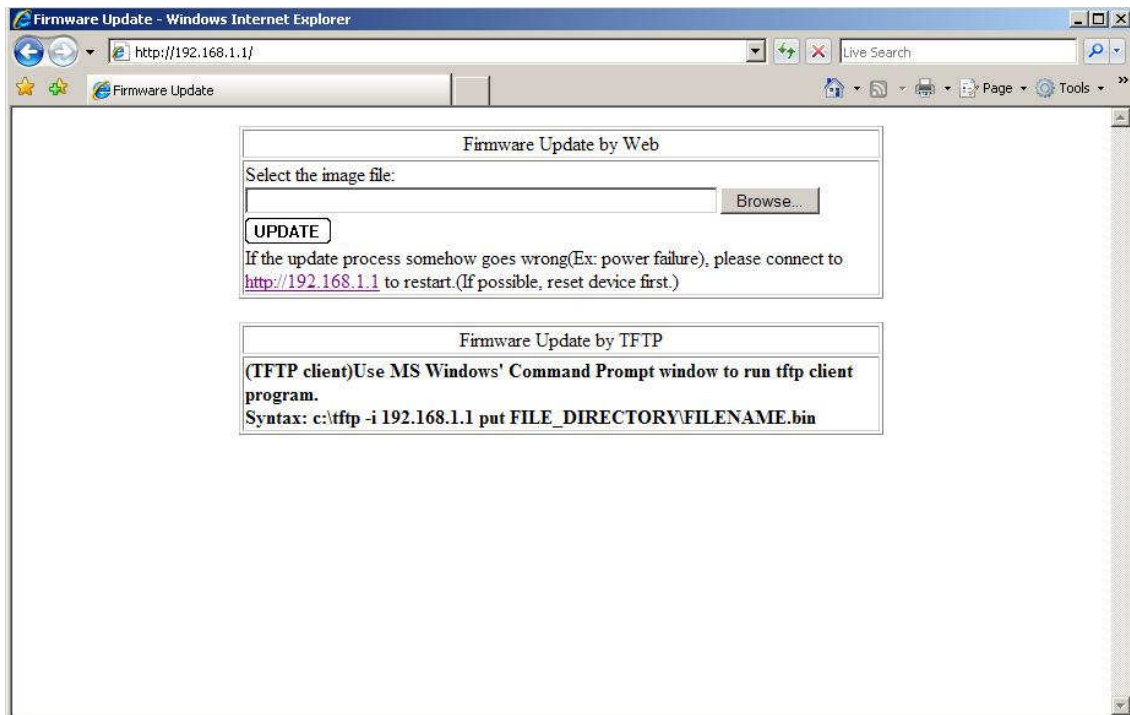 Firmware Update - Windows Internet Explorer
http://192.168.1.1/
Live Search
Firmware Update
Page
Tools
Firmware Update by Web
Select the image file:
Browse...
UPDATE
If the update process somehow goes wrong(Ex: power failure), please connect to
http://192.168.1.1 to restart.(If possible, reset device first.)
Firmware Update by TFTP
(TFTP client)Use MS Windows' Command Prompt window to run tftp client
program.
Syntax: c:\tftp -i 192.168.1.1 put FILE_DIRECTORY\FILENAME.bin